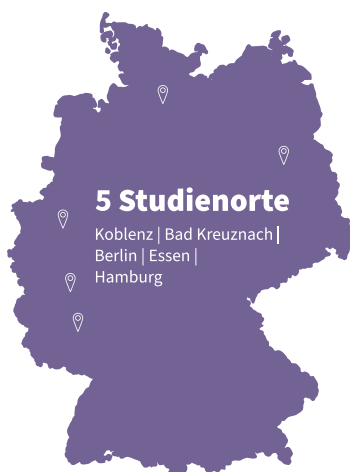 5 Studienorte
Koblenz | Bad Kreuznach |
Berlin | Essen |
Hamburg